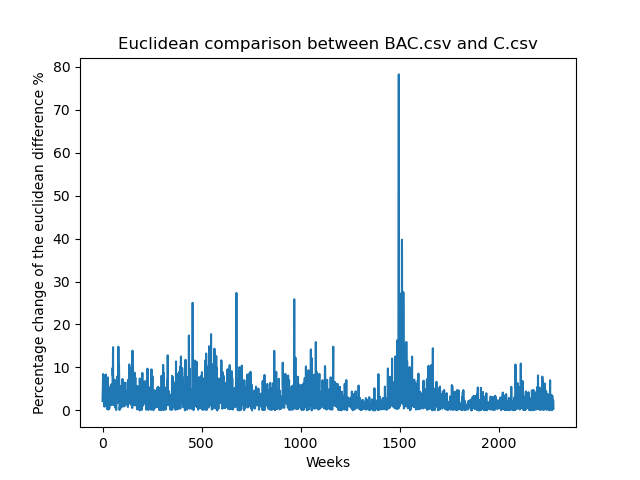 Euclidean comparison between BAC.csv and C.csv
Percentage change of the euclidean difference %
80
70
60
50
40
30
20
10
0
0 500 1000 1500 2000
Weeks